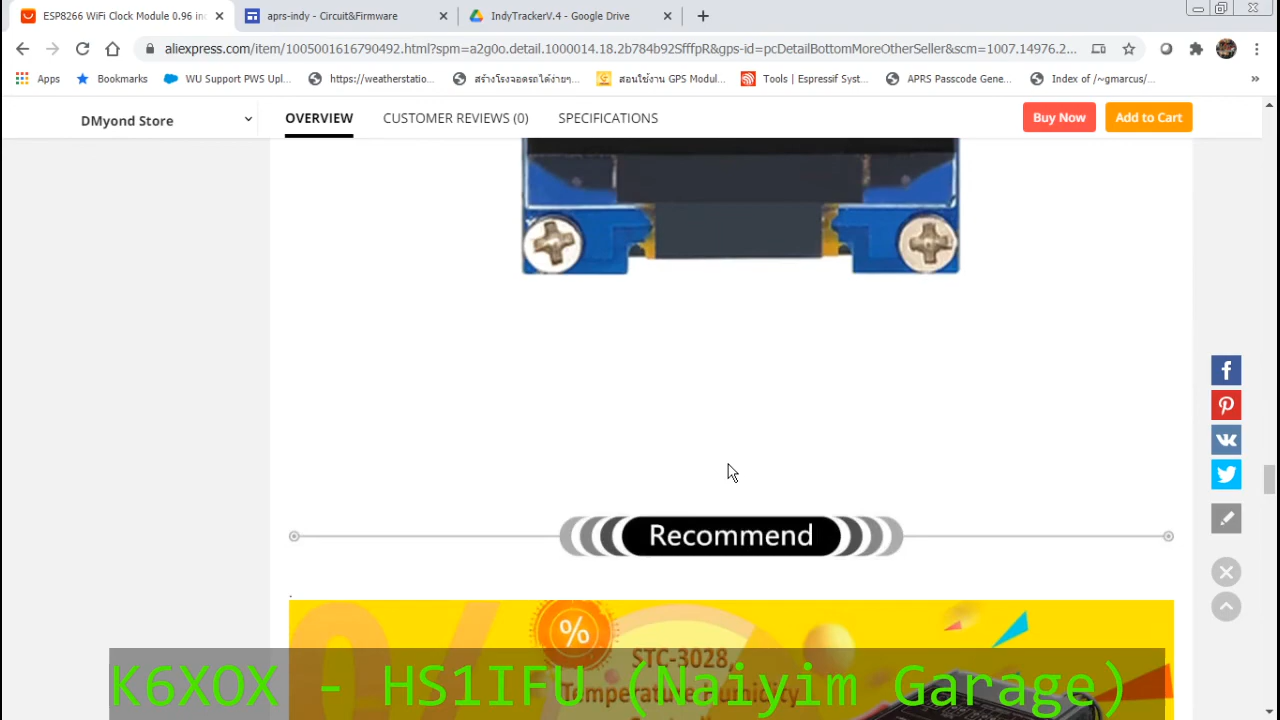 ESP8266 WiFi Clock Module 0.96 in
aprs-indy - Circuit&Firmware
IndyTrackerV.4 - Google Drive
aliexpress.com/item/1005001616790492.html?spm=a2g0o.detail.1000014.18.2b784b92SfffpR&gps-id=pcDetailBottomMoreOtherSeller&scm=1007.14976.2...
Apps
Bookmarks
WU Support PWS Upl...
https://weatherstatio...
สร้างโรงจอดรถได้ง่ายๆ...
สอนใช้งาน GPS Modul...
Tools | Espressif Syst...
APRS Passcode Gene...
Index of /~gmarcus/...
»
DMyond Store
OVERVIEW
CUSTOMER REVIEWS (0)
SPECIFICATIONS
Buy Now
Add to Cart
Recommend
.
%
STC-3028,
Temperature Humidity
K6XOX - HS1IFU (Naiyim Garage)